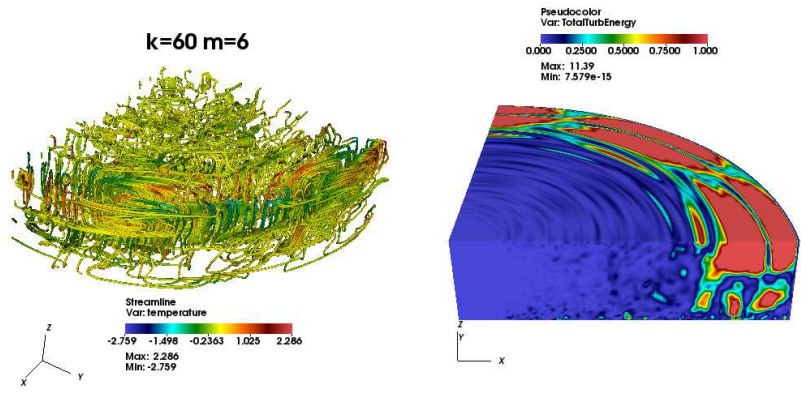 k=60 m=6
Streamline
Var: temperature
-2.759 -1.498 -0.2363 1.025 2.286
Max: 2.286
Min: -2.759
Z
X Y
Pseudocolor
Var: TotalTurbEnergy
0.000 0.2500 0.5000 0.7500 1.000
Max: 11.39
Min: 7.579e-15
Z
Y
X